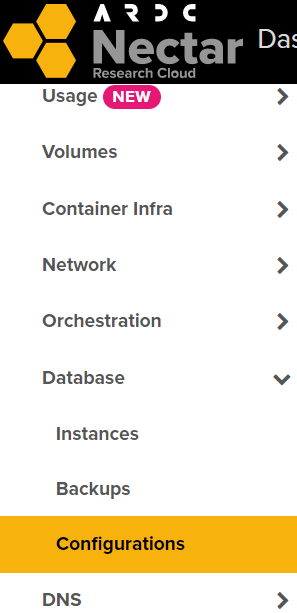 ARDC
Nectar
Research Cloud
Das
Usage NEW
Volumes
Container Infra
Network
Orchestration
Database
Instances
Backups
Configurations
DNS